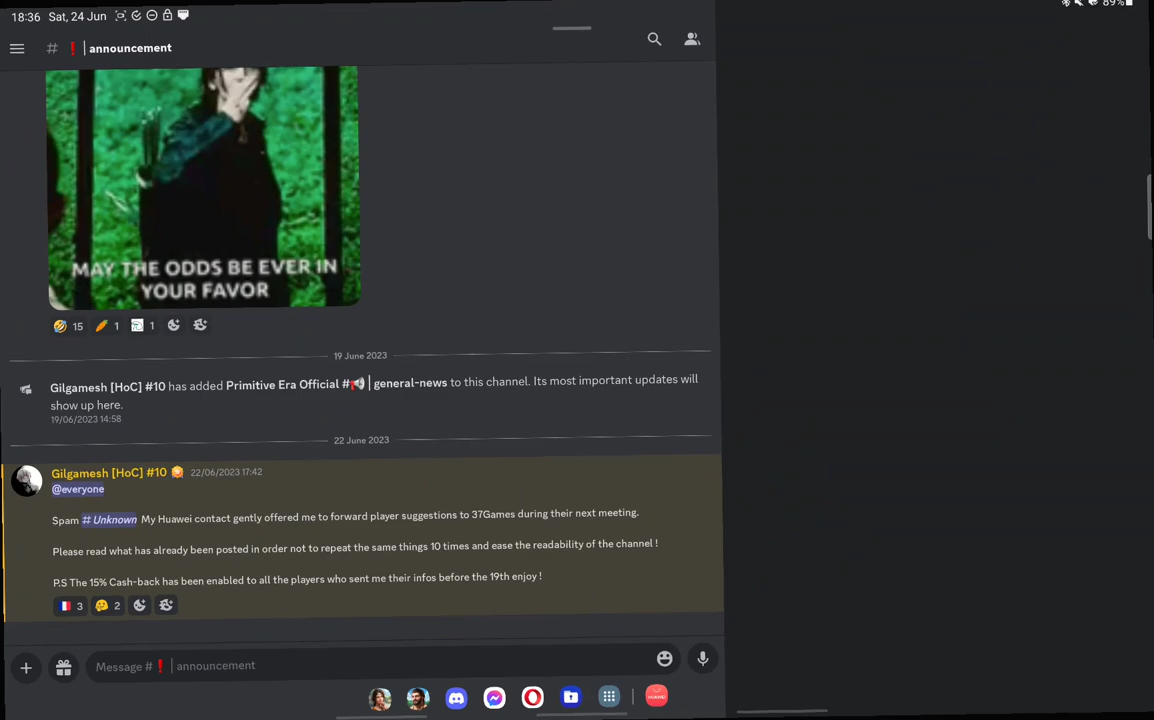 18:36 Sat, 24 Jun
89%
# ❗ | announcement
MAY THE ODDS BE EVER IN
YOUR FAVOR
🤣 15 🥕 1 1
19 June 2023
Gilgamesh [HoC] #10 has added Primitive Era Official #📢 | general-news to this channel. Its most important updates will
show up here.
19/06/2023 14:58
22 June 2023
Gilgamesh [HoC] #10 22/06/2023 17:42
@everyone
Spam # Unknown My Huawei contact gently offered me to forward player suggestions to 37Games during their next meeting.
Please read what has already been posted in order not to repeat the same things 10 times and ease the readability of the channel !
P.S The 15% Cash-back has been enabled to all the players who sent me their infos before the 19th enjoy !
🇫🇷 3 🤗 2
Message # ❗ | announcement
HUAWEI